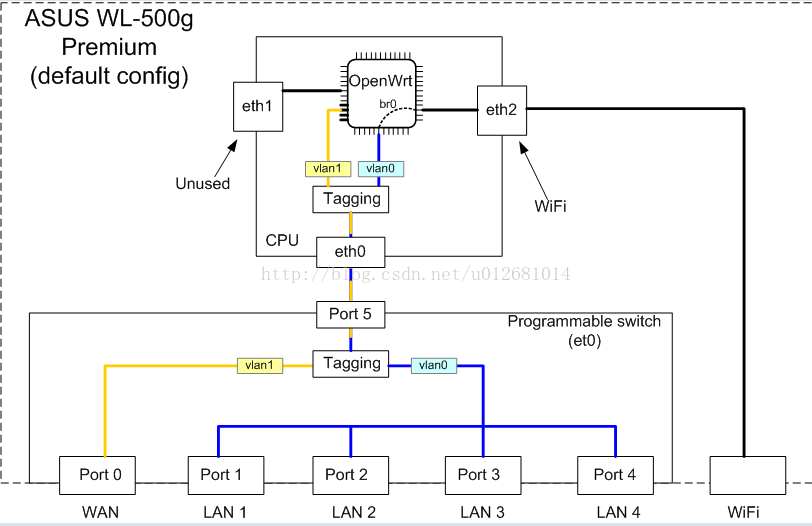 ASUS WL-500g
Premium
(default config)
OpenWrt
br0
eth1
eth2
vlan1
vlan0
Unused
Tagging
WiFi
CPU
eth0
http://blog.csdn.net/u012681014
Port 5
Programmable switch
(et0)
Tagging
vlan1
vlan0
Port 0
Port 1
Port 2
Port 3
Port 4
WAN
LAN 1
LAN 2
LAN 3
LAN 4
WiFi